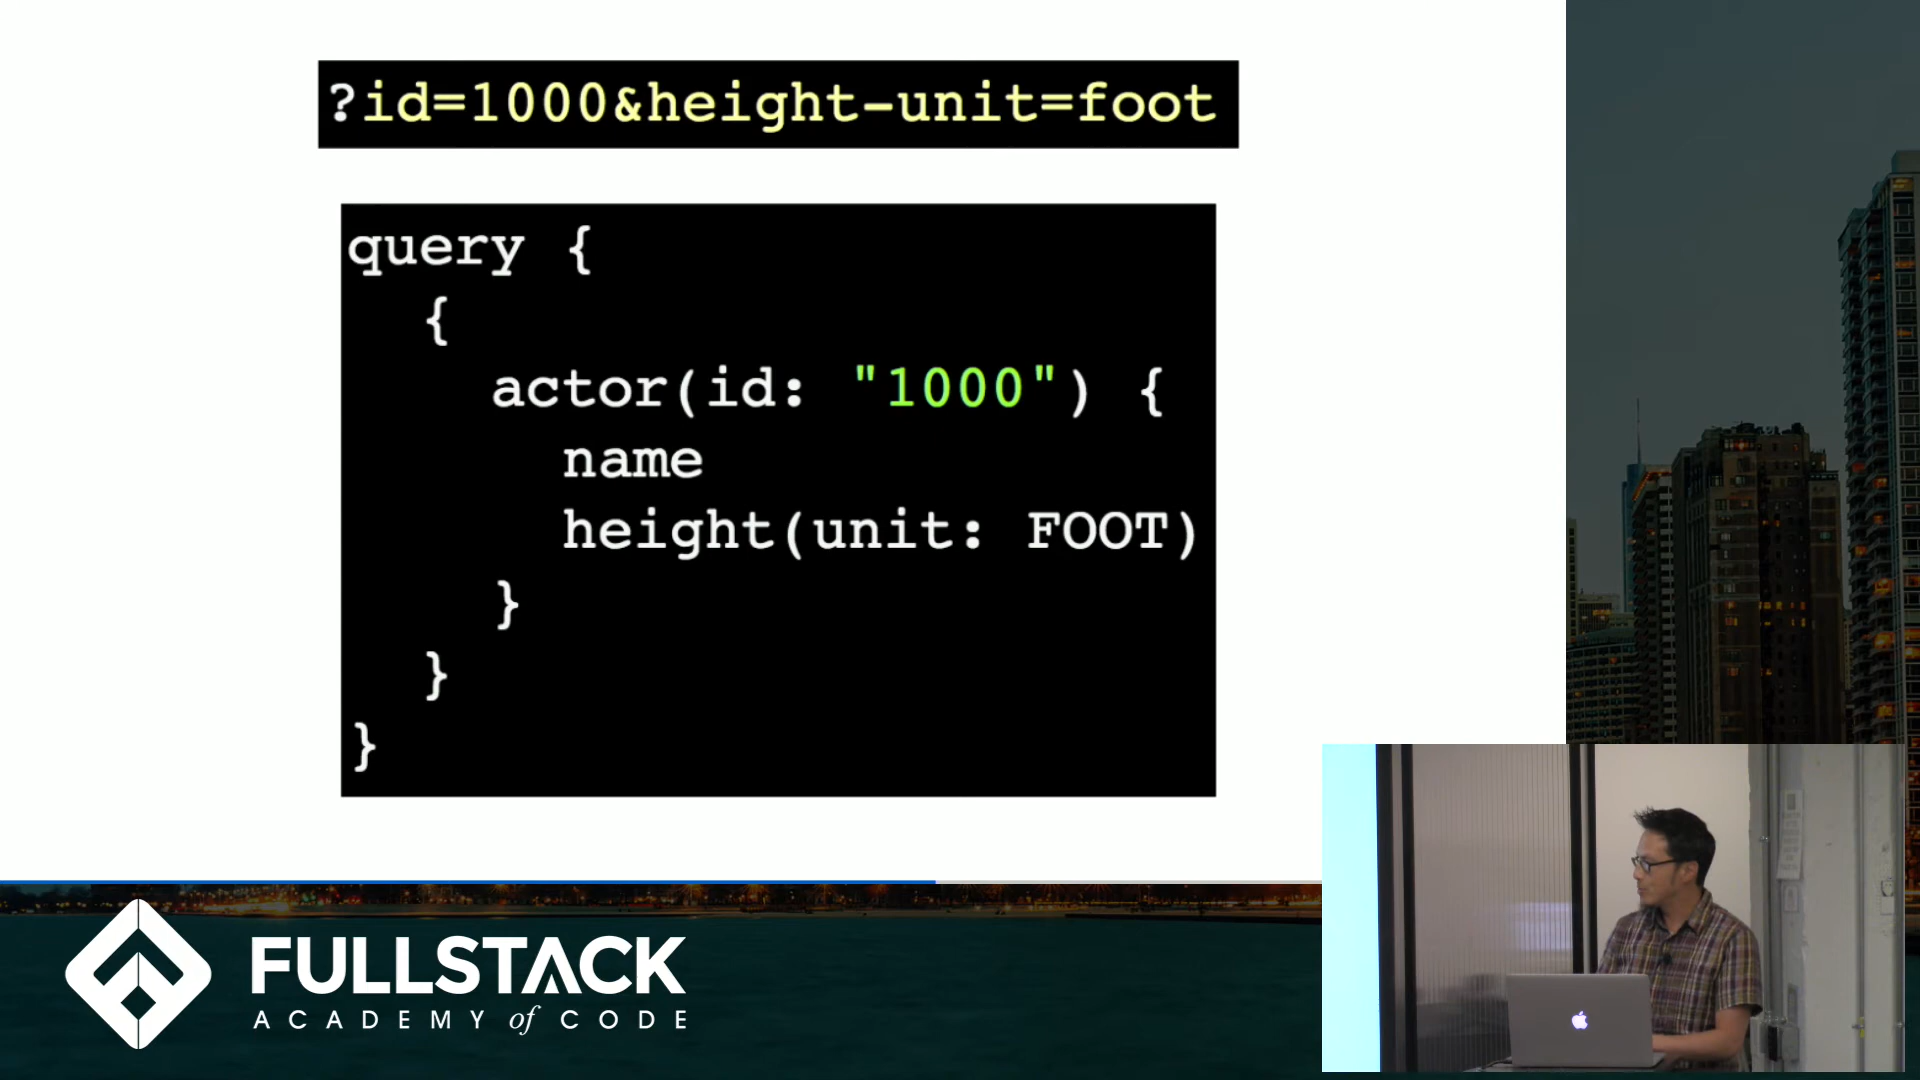 ?id=1000&height-unit=foot
query {
{
actor(id: "1000") {
name
height(unit: FOOT)
}
}
}
FULLSTACK
ACADEMY of CODE